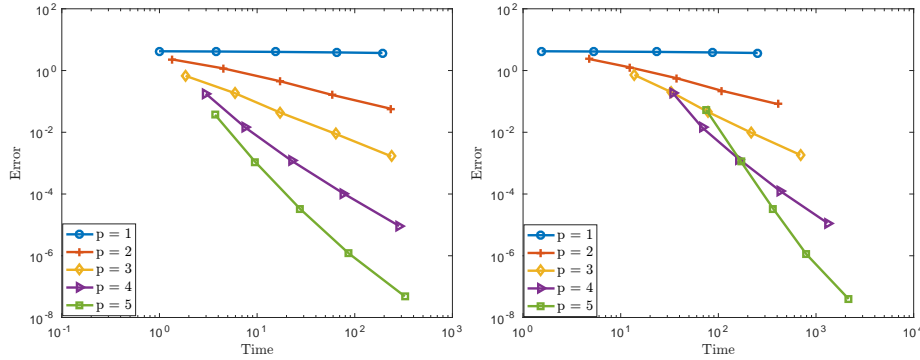 10^2
10^0
10^-2
10^-4
10^-6
10^-8
Error
p = 1
p = 2
p = 3
p = 4
p = 5
10^-1
10^0
10^1
10^2
10^3
Time
10^2
10^0
10^-2
10^-4
10^-6
10^-8
Error
p = 1
p = 2
p = 3
p = 4
p = 5
10^0
10^1
10^2
10^3
10^4
Time